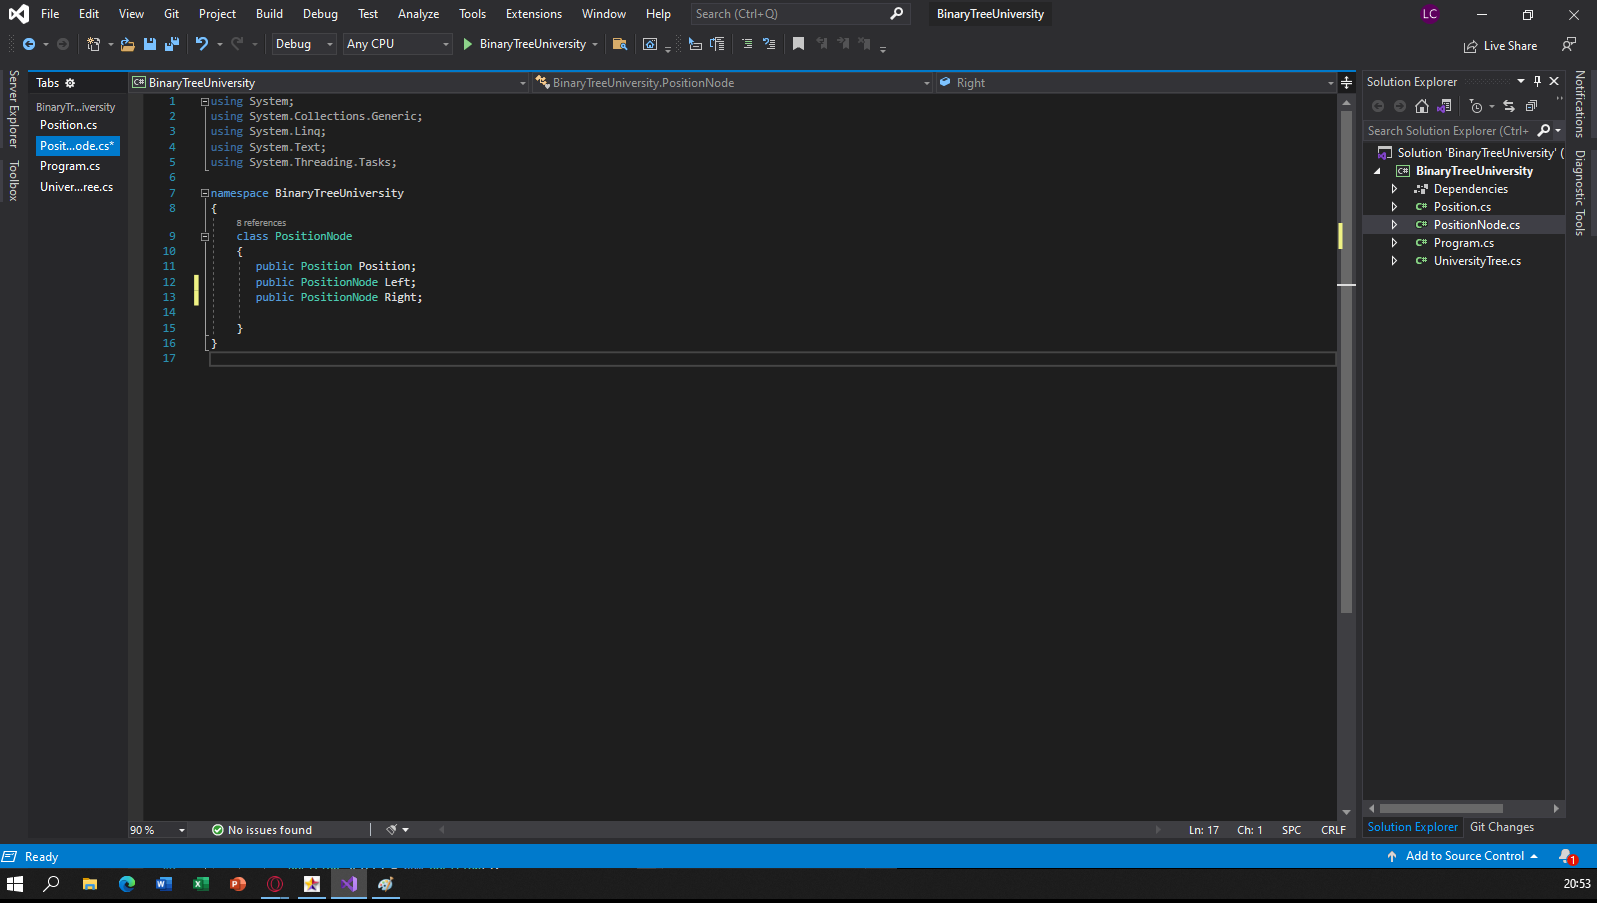 File Edit View Git Project Build Debug Test Analyze Tools Extensions Window Help Search (Ctrl+Q) BinaryTreeUniversity LC
Debug Any CPU BinaryTreeUniversity Live Share
Server Explorer
Toolbox
Tabs
BinaryTr...iversity
Position.cs
Posit...ode.cs*
Program.cs
Univer...ree.cs
C# BinaryTreeUniversity BinaryTreeUniversity.PositionNode Right
1 using System;
2 using System.Collections.Generic;
3 using System.Linq;
4 using System.Text;
5 using System.Threading.Tasks;
6
7 namespace BinaryTreeUniversity
8 {
8 references
9 class PositionNode
10 {
11 public Position Position;
12 public PositionNode Left;
13 public PositionNode Right;
14
15 }
16 }
17
90 % No issues found Ln: 17 Ch: 1 SPC CRLF
Solution Explorer
Search Solution Explorer (Ctrl+
Solution 'BinaryTreeUniversity' (
C# BinaryTreeUniversity
Dependencies
C# Position.cs
C# PositionNode.cs
C# Program.cs
C# UniversityTree.cs
Solution Explorer Git Changes
Notifications
Diagnostic Tools
Ready Add to Source Control 1
20:53